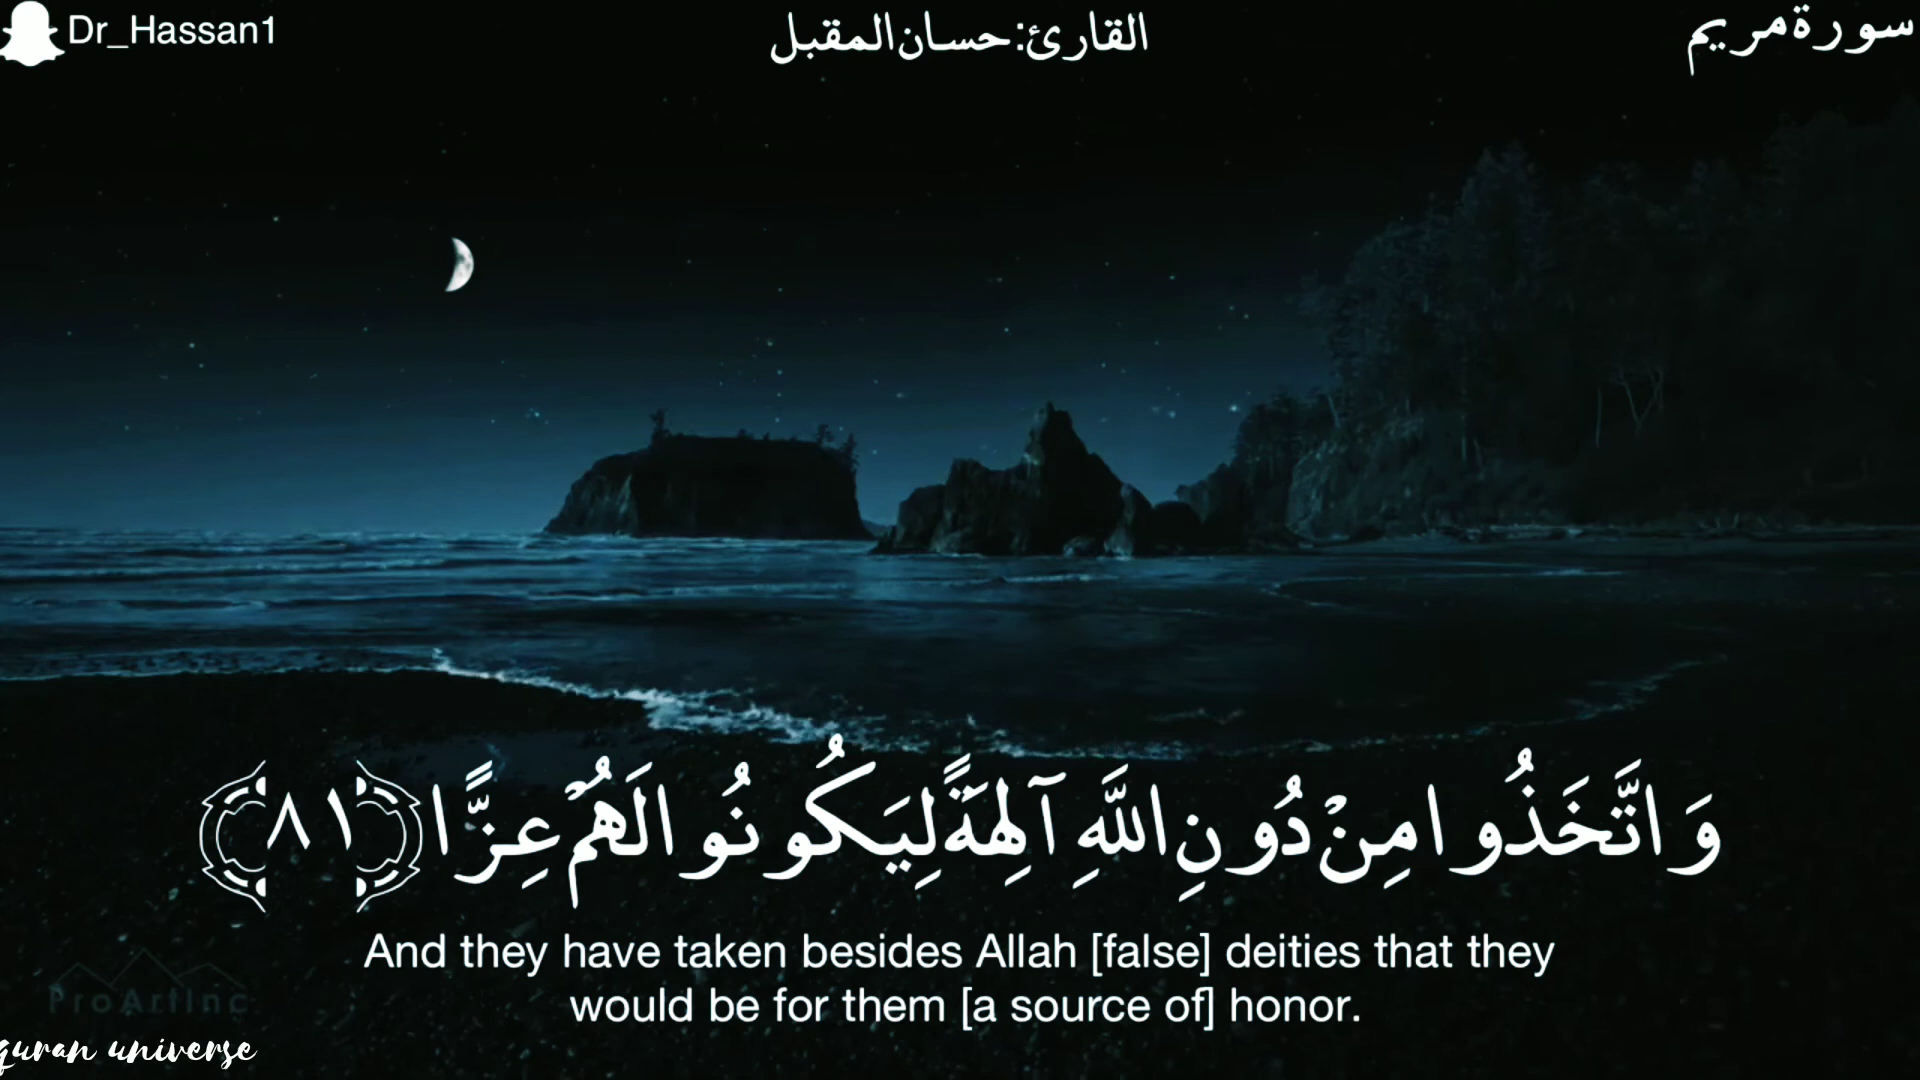 Dr_Hassan1
القارئ:حسان المقبل
سورة مريم
وَاتَّخَذُوا مِنْ دُونِ اللَّهِ آلِهَةً لِيَكُونُوا لَهُمْ عِزًّا ٨١
And they have taken besides Allah [false] deities that they
would be for them [a source of] honor.
ProArtInc
quran universe